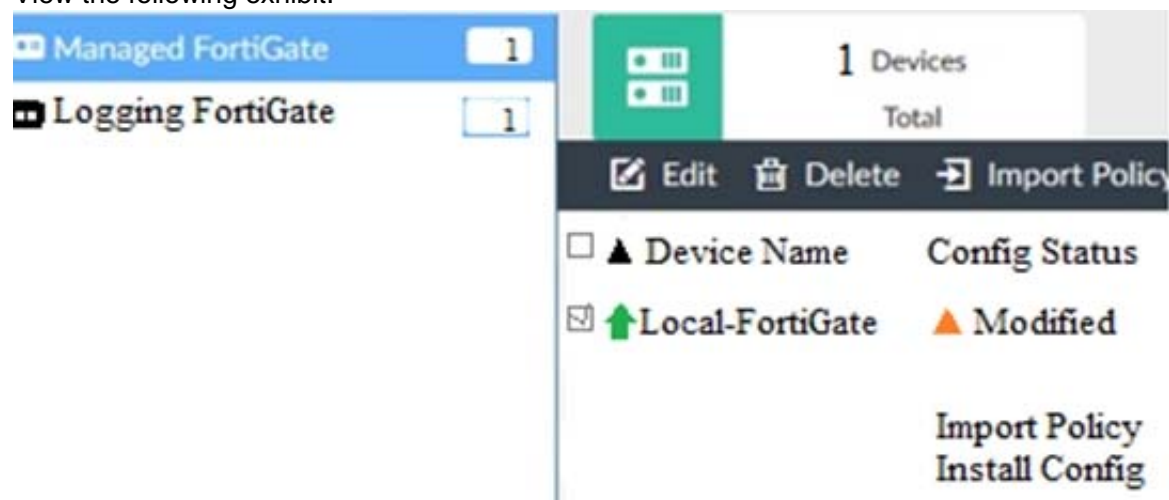 View the following exhibit.
Managed FortiGate 1
Logging FortiGate 1
1 Devices
Total
Edit Delete Import Policy
Device Name Config Status
Local-FortiGate Modified
Import Policy
Install Config